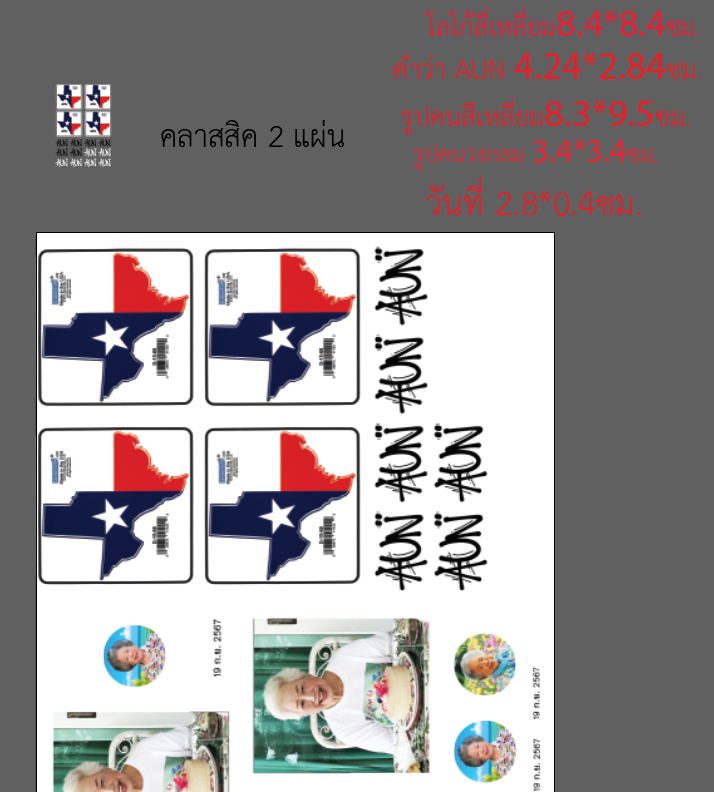 โลโก้สี่เหลี่ยม8.4*8.4ซม.
คำว่า AUN 4.24*2.84ซม.
รูปคนสี่เหลี่ยม8.3*9.5ซม.
รูปคนวงกลม 3.4*3.4ซม.
วันที่ 2.8*0.4ซม.
คลาสสิค 2 แผ่น
AUN
AUN
AUN
AUN
AUN
AUN
19 ก.ย. 2567
19 ก.ย. 2567
19 ก.ย. 2567